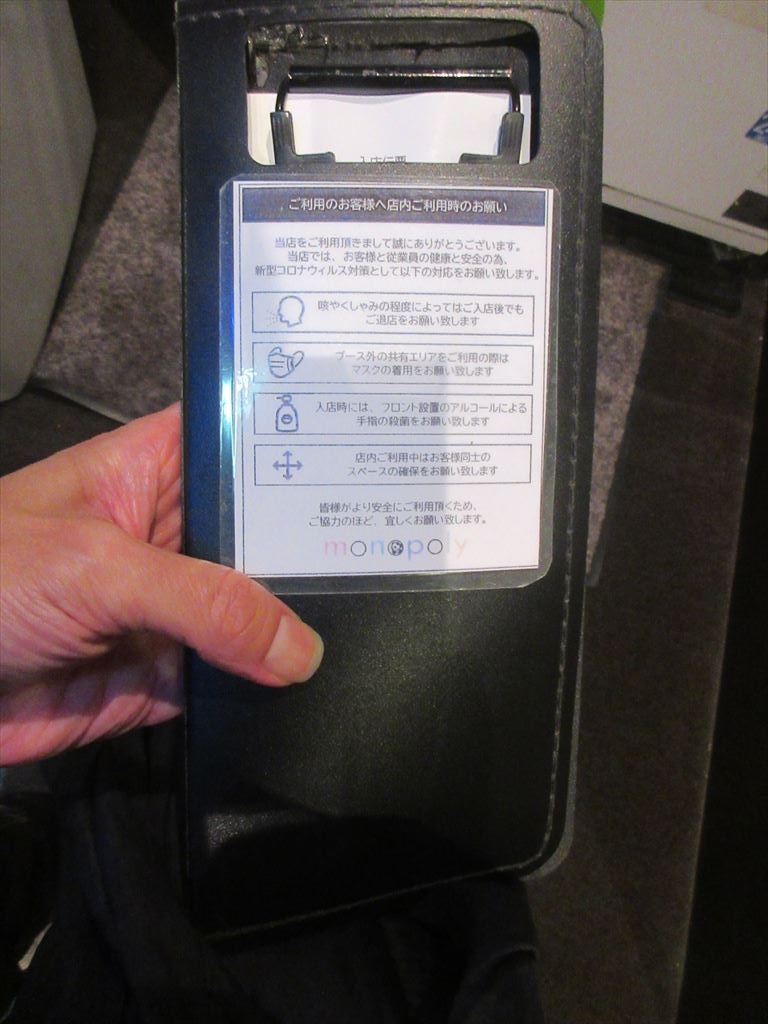 入店伝票
ご利用のお客様へ店内ご利用時のお願い
当店をご利用頂きまして誠にありがとうございます。
当店では、お客様と従業員の健康と安全の為、
新型コロナウィルス対策として以下の対応をお願い致します。
咳やくしゃみの程度によってはご入店後でも
ご退店をお願い致します
ブース外の共有エリアをご利用の際は
マスクの着用をお願い致します
入店時には、フロント設置のアルコールによる
手指の殺菌をお願い致します
店内ご利用中はお客様同士の
スペースの確保をお願い致します
皆様がより安全にご利用頂くため、
ご協力のほど、宜しくお願い致します。
monopoly